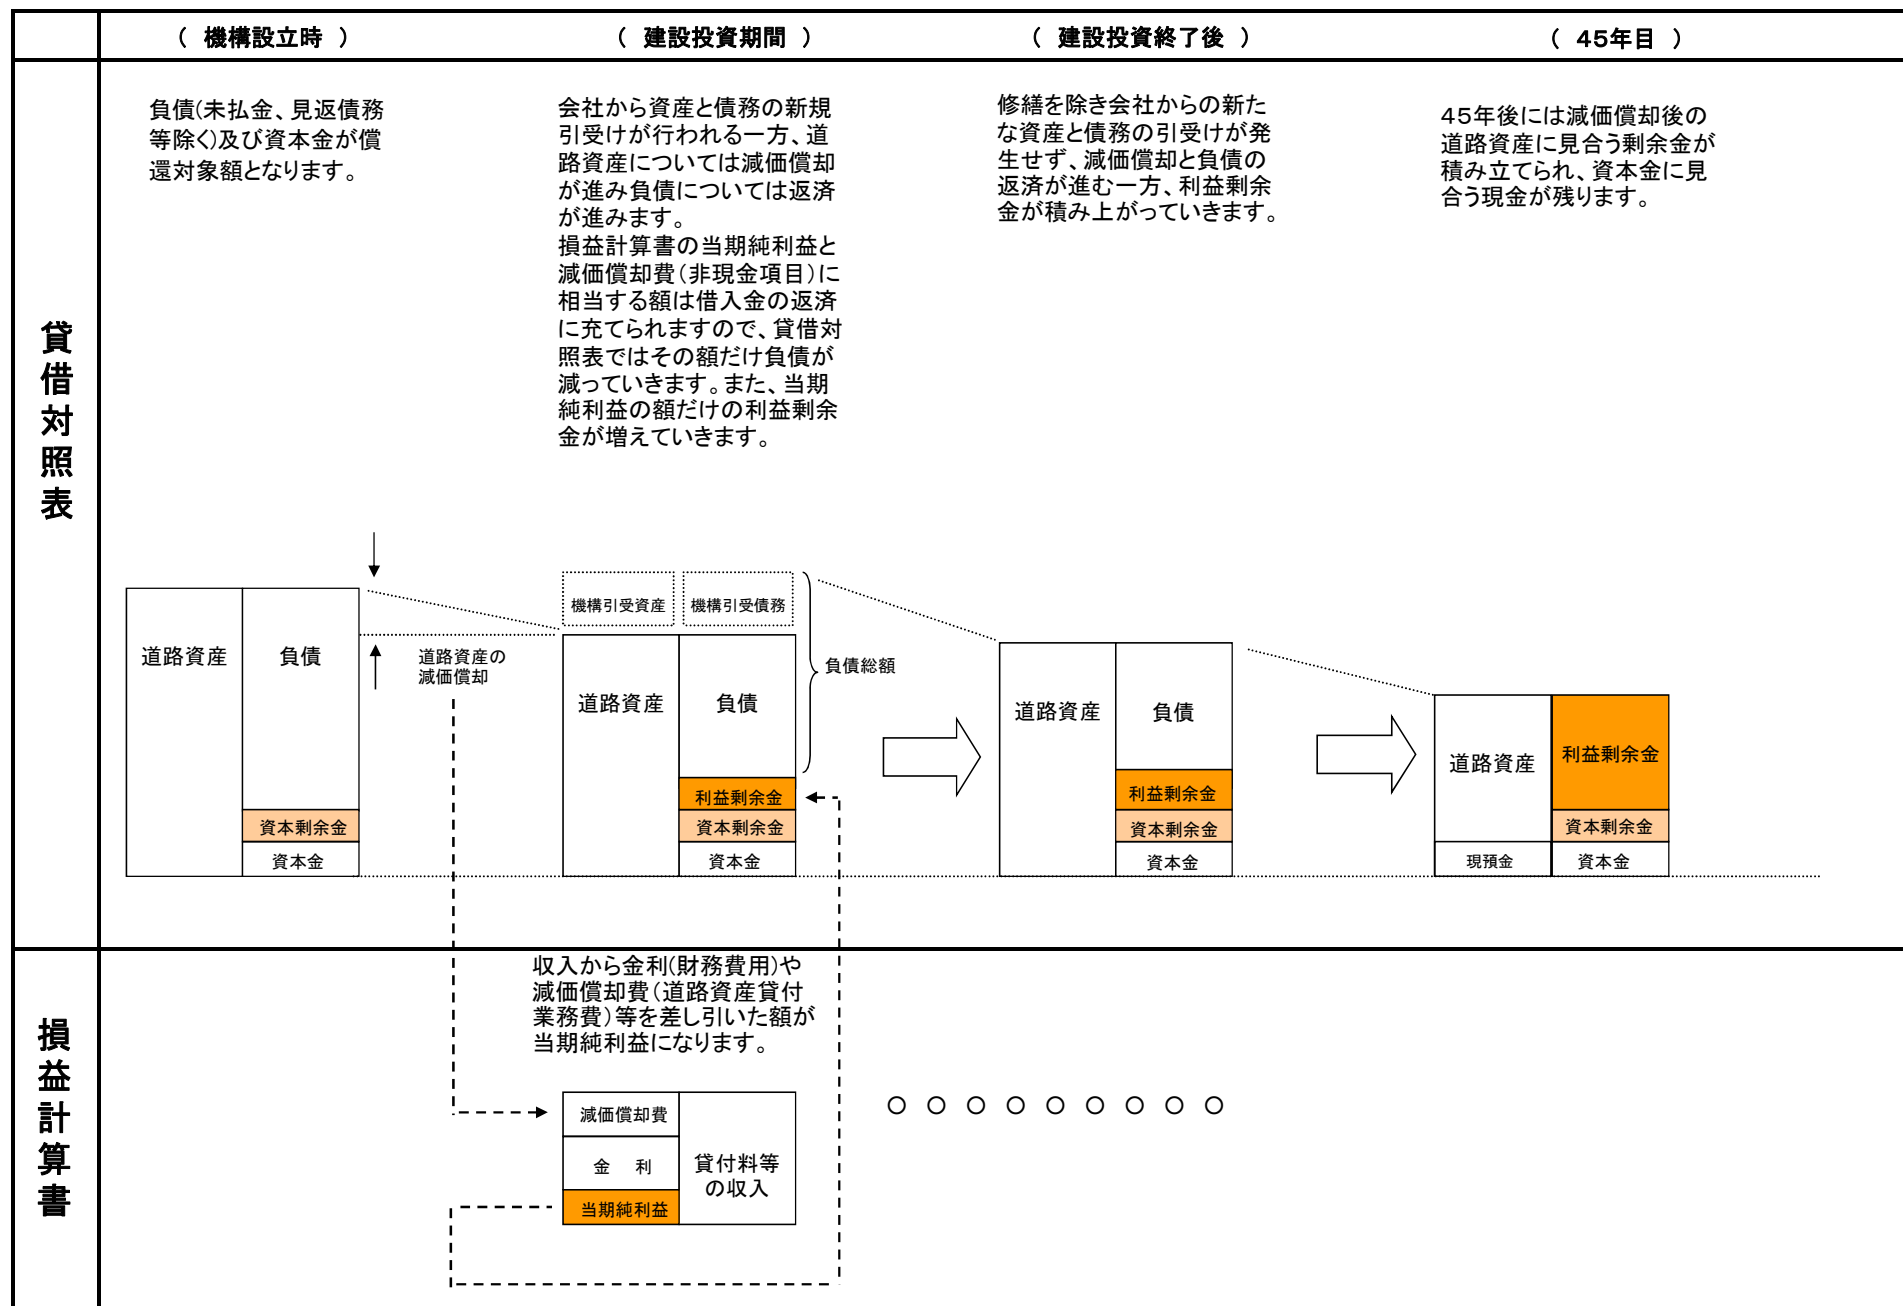 ( 機構設立時 )
( 建設投資期間 )
( 建設投資終了後 )
( 45年目 )
貸借対照表
負債(未払金、見返債務
等除く)及び資本金が償
還対象額となります。
会社から資産と債務の新規
引受けが行われる一方、道
路資産については減価償却
が進み負債については返済
が進みます。
損益計算書の当期純利益と
減価償却費(非現金項目)に
相当する額は借入金の返済
に充てられますので、貸借対
照表ではその額だけ負債が
減っていきます。また、当期
純利益の額だけの利益剰余
金が増えていきます。
修繕を除き会社からの新た
な資産と債務の引受けが発
生せず、減価償却と負債の
返済が進む一方、利益剰余
金が積み上がっていきます。
45年後には減価償却後の
道路資産に見合う剰余金が
積み立てられ、資本金に見
合う現金が残ります。
道路資産
負債
資本剰余金
資本金
道路資産の
減価償却
機構引受資産
機構引受債務
道路資産
負債
利益剰余金
資本剰余金
資本金
負債総額
道路資産
負債
利益剰余金
資本剰余金
資本金
道路資産
現預金
利益剰余金
資本剰余金
資本金
損益計算書
収入から金利(財務費用)や
減価償却費(道路資産貸付
業務費)等を差し引いた額が
当期純利益になります。
減価償却費
金 利
当期純利益
貸付料等
の収入
○ ○ ○ ○ ○ ○ ○ ○ ○